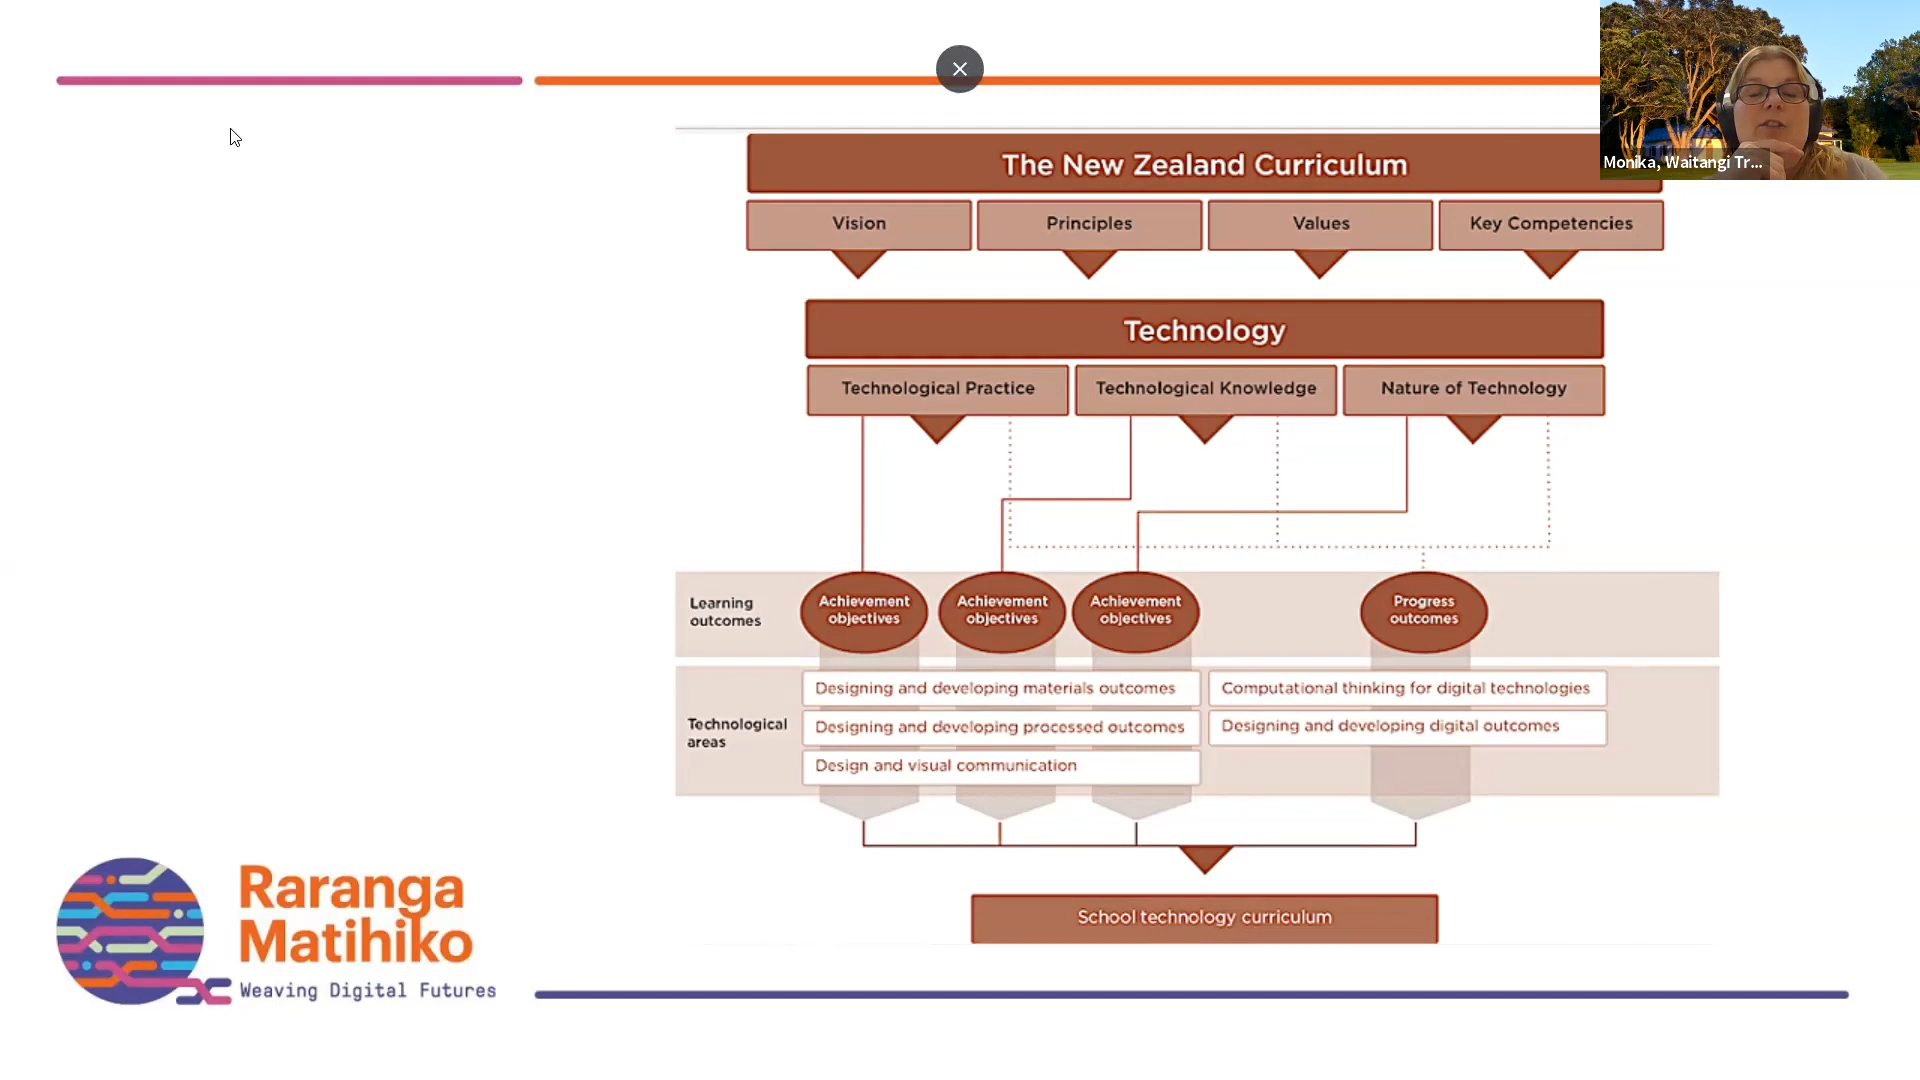 Monika, Waitangi Tr...
The New Zealand Curriculum
Vision
Principles
Values
Key Competencies
Technology
Technological Practice
Technological Knowledge
Nature of Technology
Learning
outcomes
Achievement
objectives
Achievement
objectives
Achievement
objectives
Progress
outcomes
Technological
areas
Designing and developing materials outcomes
Designing and developing processed outcomes
Design and visual communication
Computational thinking for digital technologies
Designing and developing digital outcomes
School technology curriculum
Raranga
Matihiko
Weaving Digital Futures